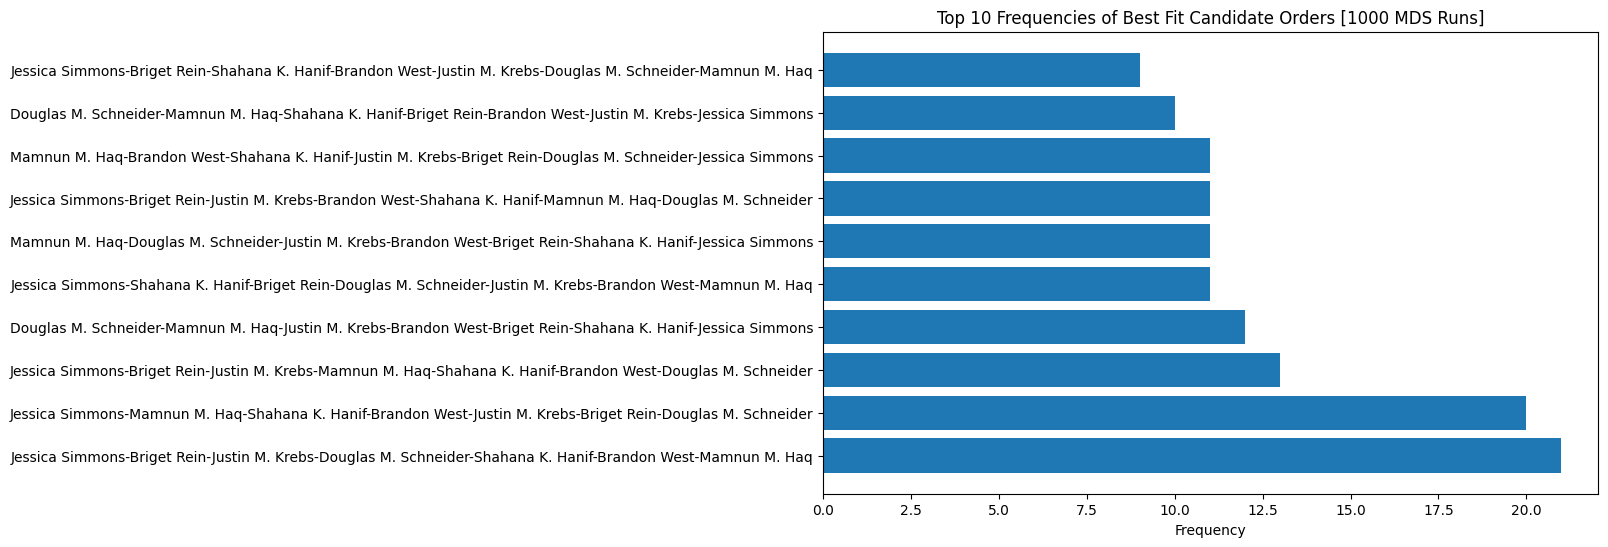 Top 10 Frequencies of Best Fit Candidate Orders [1000 MDS Runs]
Jessica Simmons-Briget Rein-Shahana K. Hanif-Brandon West-Justin M. Krebs-Douglas M. Schneider-Mamnun M. Haq
Douglas M. Schneider-Mamnun M. Haq-Shahana K. Hanif-Briget Rein-Brandon West-Justin M. Krebs-Jessica Simmons
Mamnun M. Haq-Brandon West-Shahana K. Hanif-Justin M. Krebs-Briget Rein-Douglas M. Schneider-Jessica Simmons
Jessica Simmons-Briget Rein-Justin M. Krebs-Brandon West-Shahana K. Hanif-Mamnun M. Haq-Douglas M. Schneider
Mamnun M. Haq-Douglas M. Schneider-Justin M. Krebs-Brandon West-Briget Rein-Shahana K. Hanif-Jessica Simmons
Jessica Simmons-Shahana K. Hanif-Briget Rein-Douglas M. Schneider-Justin M. Krebs-Brandon West-Mamnun M. Haq
Douglas M. Schneider-Mamnun M. Haq-Justin M. Krebs-Brandon West-Briget Rein-Shahana K. Hanif-Jessica Simmons
Jessica Simmons-Briget Rein-Justin M. Krebs-Mamnun M. Haq-Shahana K. Hanif-Brandon West-Douglas M. Schneider
Jessica Simmons-Mamnun M. Haq-Shahana K. Hanif-Brandon West-Justin M. Krebs-Briget Rein-Douglas M. Schneider
Jessica Simmons-Briget Rein-Justin M. Krebs-Douglas M. Schneider-Shahana K. Hanif-Brandon West-Mamnun M. Haq
0.0 2.5 5.0 7.5 10.0 12.5 15.0 17.5 20.0
Frequency